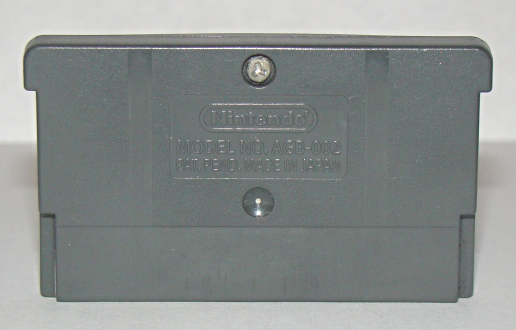 Nintendo
MODEL NO. AGB-002
PAT. PEND. MADE IN JAPAN